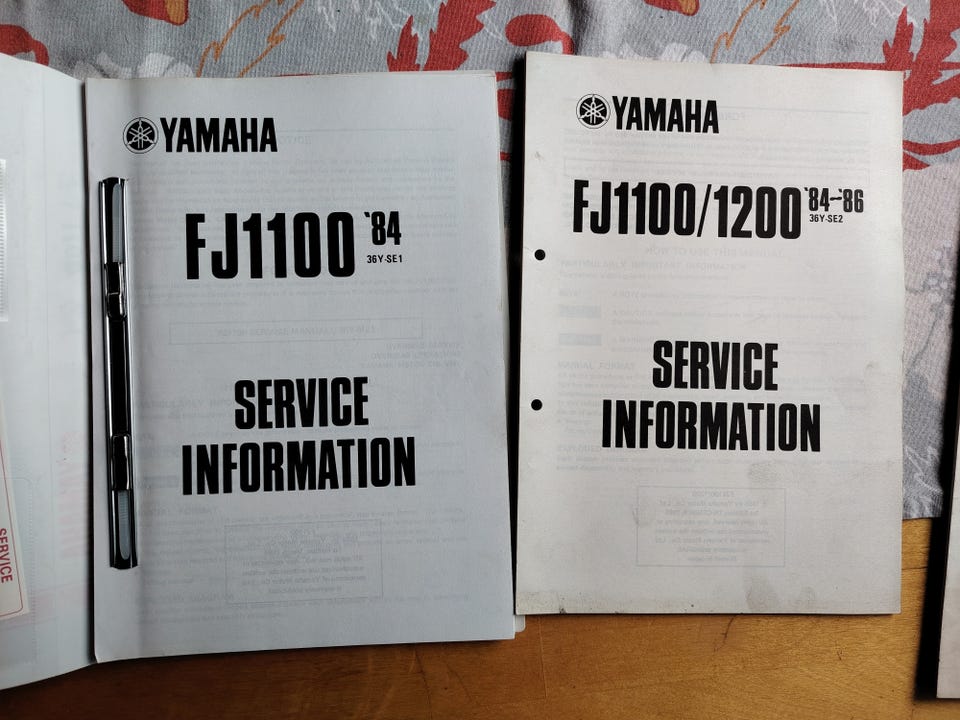 YAMAHA
FJ1100 '84
36Y-SE1
SERVICE
INFORMATION
YAMAHA
FJ1100/1200 '84~'86
36Y-SE2
SERVICE
INFORMATION
SERVICE